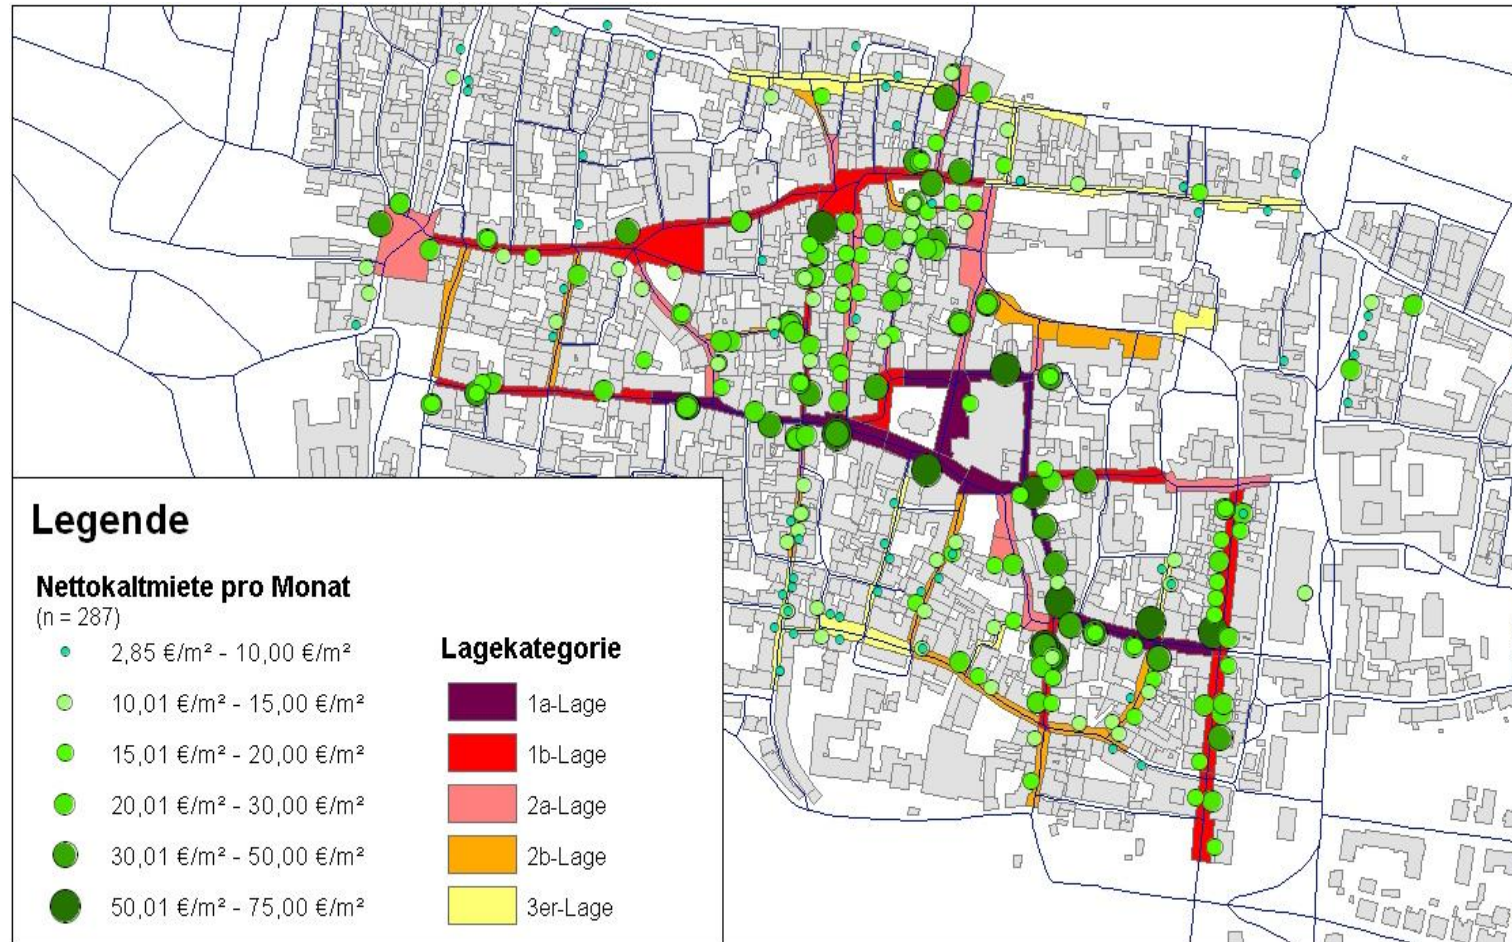 Legende
Nettokaltmiete pro Monat
(n = 287)
2,85 €/m² - 10,00 €/m²
10,01 €/m² - 15,00 €/m²
15,01 €/m² - 20,00 €/m²
20,01 €/m² - 30,00 €/m²
30,01 €/m² - 50,00 €/m²
50,01 €/m² - 75,00 €/m²
Lagekategorie
1a-Lage
1b-Lage
2a-Lage
2b-Lage
3er-Lage